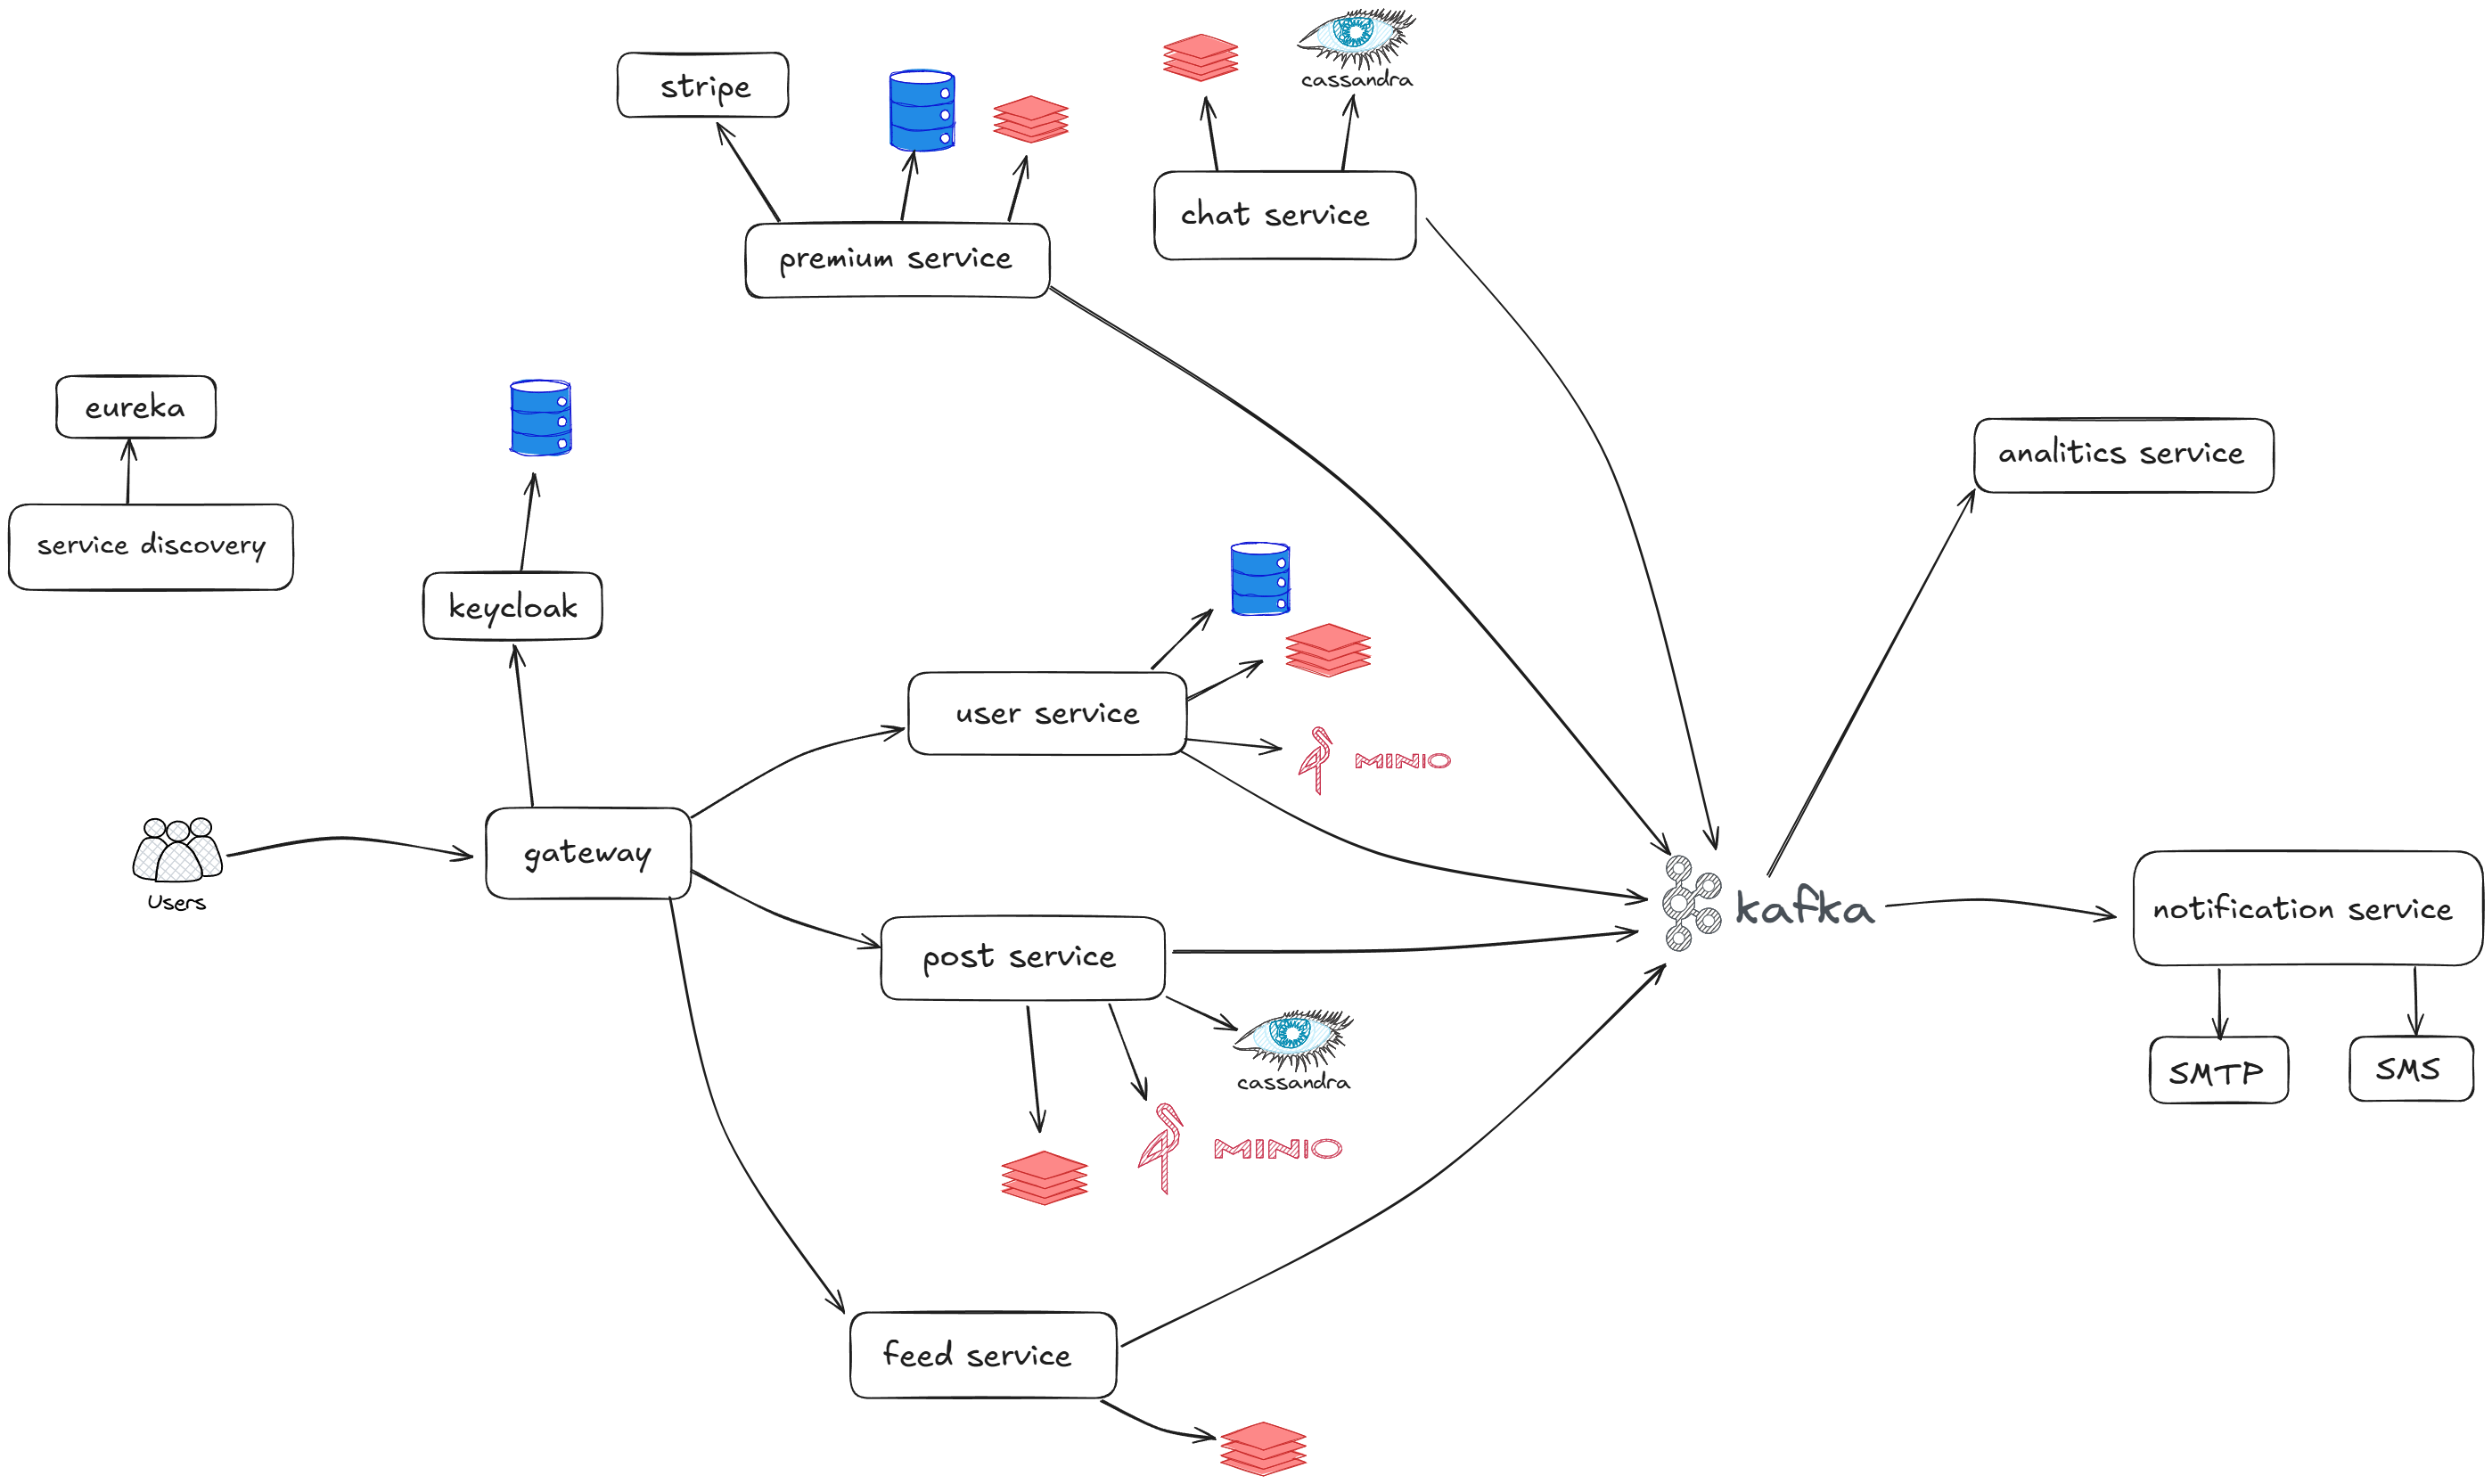 cassandra
stripe
chat service
premium service
eureka
analitics service
service discovery
keycloak
user service
MINIO
gateway
Users
kafka
notification service
post service
cassandra
SMTP
SMS
MINIO
feed service